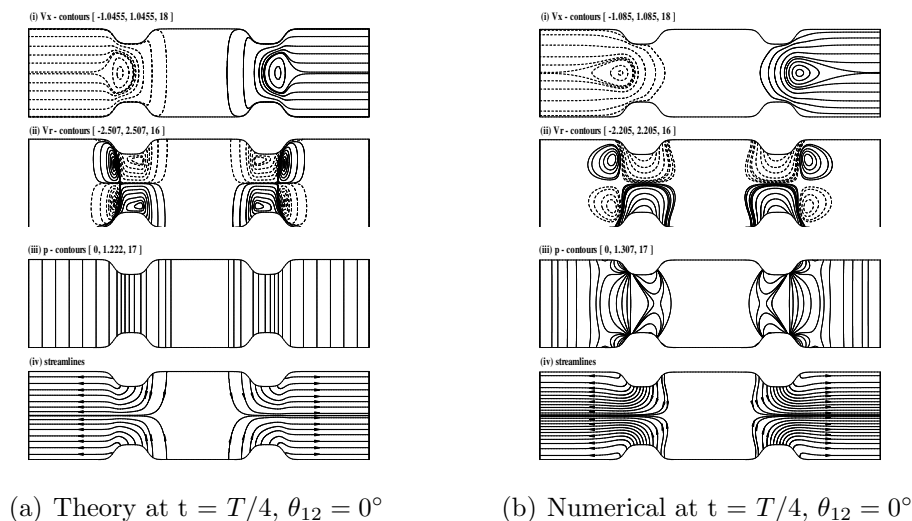 (i) Vx - contours [ -1.0455, 1.0455, 18 ]
(ii) Vr - contours [ -2.507, 2.507, 16 ]
(iii) p - contours [ 0, 1.222, 17 ]
(iv) streamlines
(a) Theory at t = T/4, θ₁₂ = 0°
(i) Vx - contours [ -1.085, 1.085, 18 ]
(ii) Vr - contours [ -2.205, 2.205, 16 ]
(iii) p - contours [ 0, 1.307, 17 ]
(iv) streamlines
(b) Numerical at t = T/4, θ₁₂ = 0°